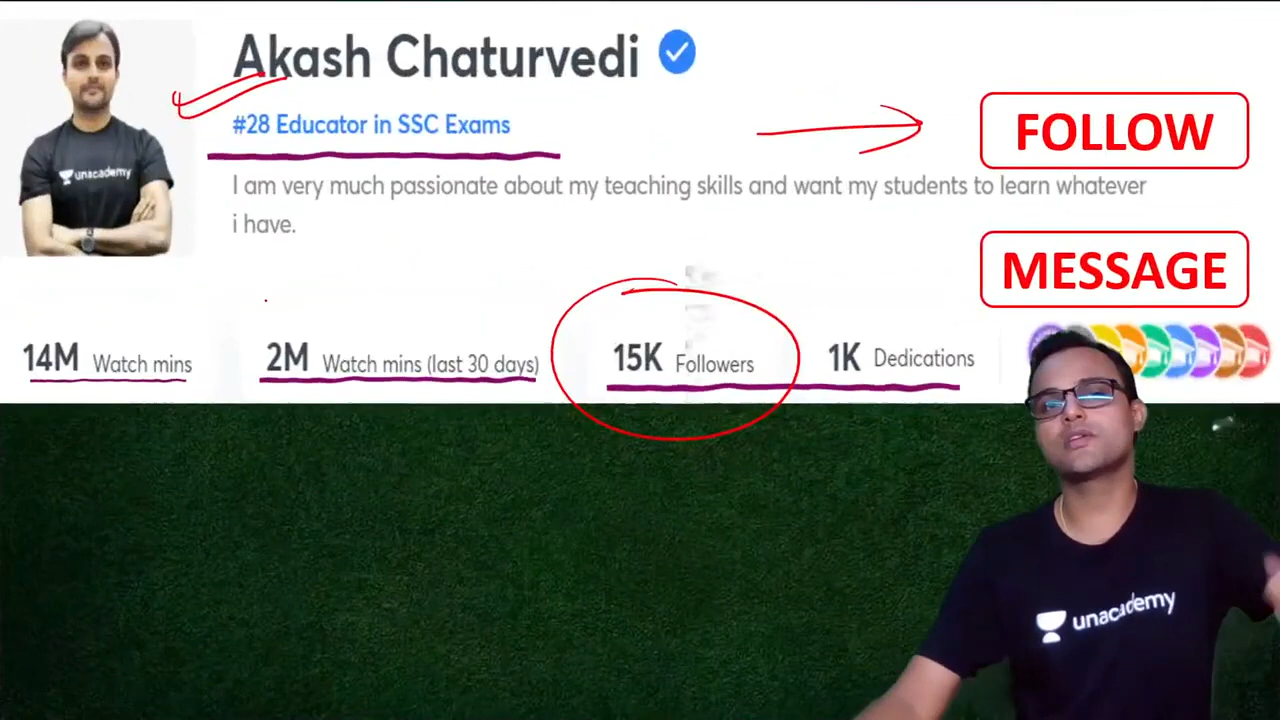 Akash Chaturvedi
#28 Educator in SSC Exams
I am very much passionate about my teaching skills and want my students to learn whatever
i have.
FOLLOW
MESSAGE
14M Watch mins
2M Watch mins (last 30 days)
15K Followers
1K Dedications
unacademy
unacademy